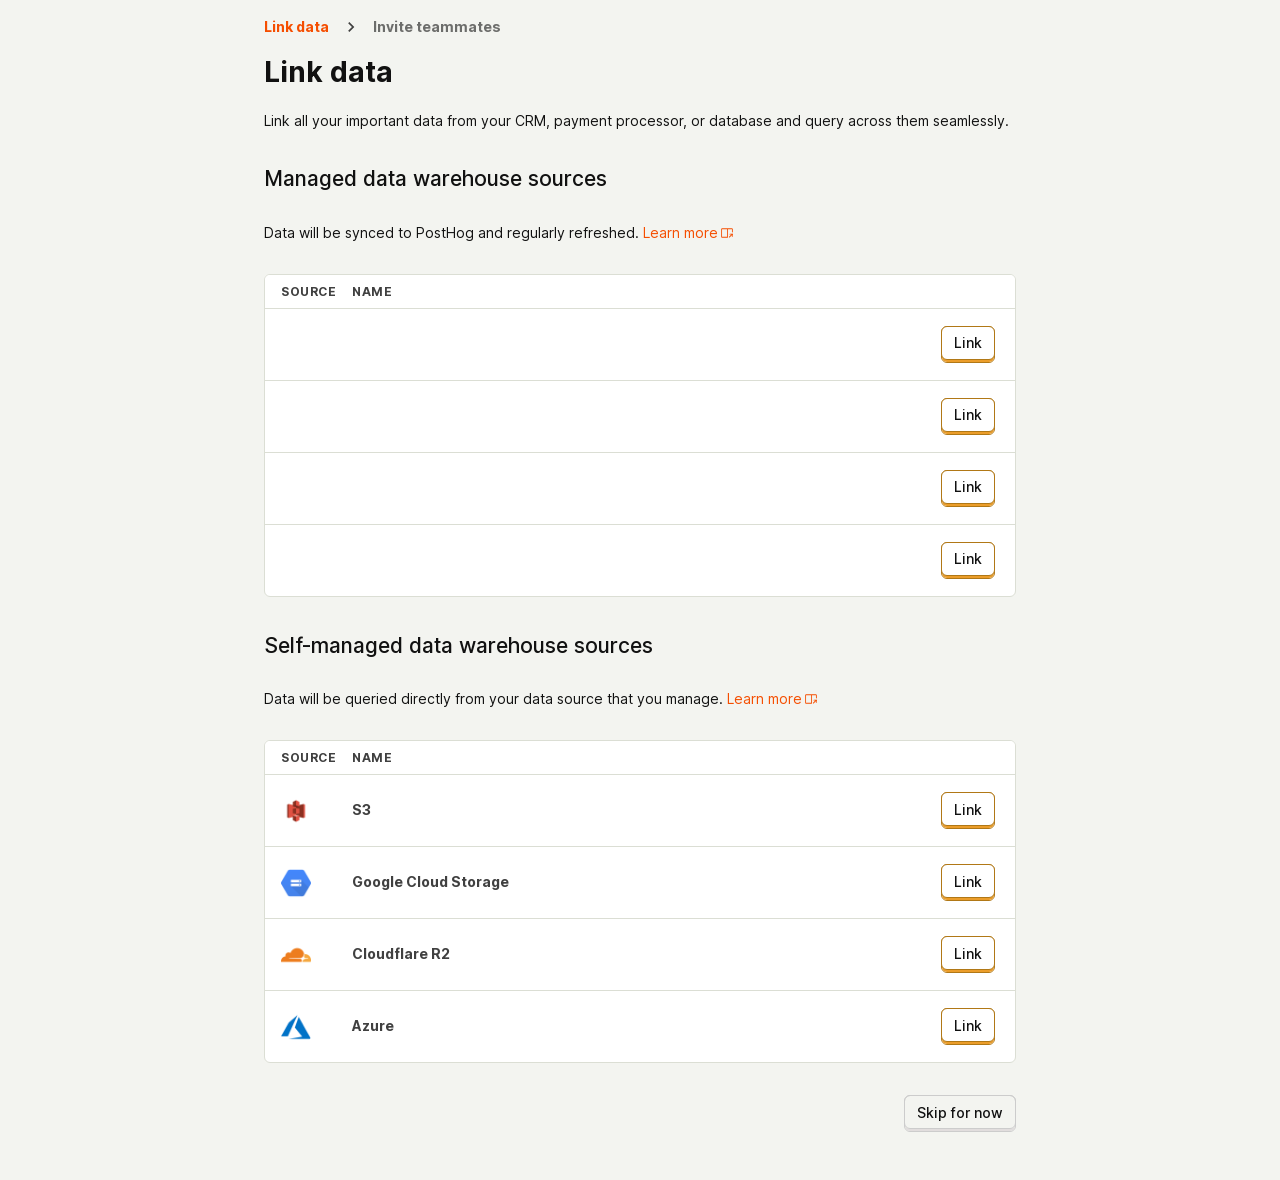 Link data Invite teammates
Link data
Link all your important data from your CRM, payment processor, or database and query across them seamlessly.
Managed data warehouse sources
Data will be synced to PostHog and regularly refreshed. Learn more
SOURCE NAME
Link
Link
Link
Link
Self-managed data warehouse sources
Data will be queried directly from your data source that you manage. Learn more
SOURCE NAME
S3 Link
Google Cloud Storage Link
Cloudflare R2 Link
Azure Link
Skip for now